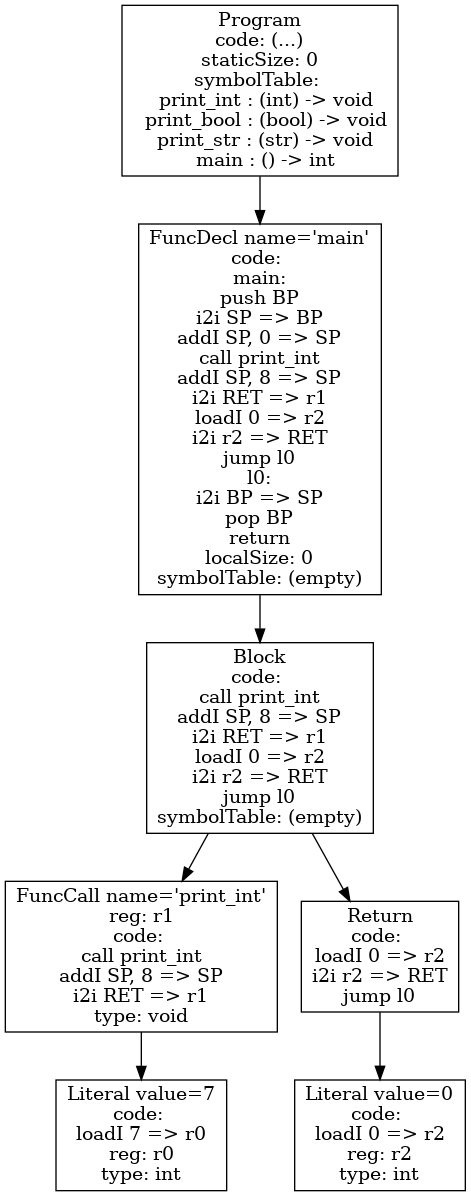 Program
code: (...)
staticSize: 0
symbolTable:
print_int : (int) -> void
print_bool : (bool) -> void
print_str : (str) -> void
main : () -> int
FuncDecl name='main'
code:
main:
push BP
i2i SP => BP
addI SP, 0 => SP
call print_int
addI SP, 8 => SP
i2i RET => r1
loadI 0 => r2
i2i r2 => RET
jump l0
l0:
i2i BP => SP
pop BP
return
localSize: 0
symbolTable: (empty)
Block
code:
call print_int
addI SP, 8 => SP
i2i RET => r1
loadI 0 => r2
i2i r2 => RET
jump l0
symbolTable: (empty)
FuncCall name='print_int'
reg: r1
code:
call print_int
addI SP, 8 => SP
i2i RET => r1
type: void
Return
code:
loadI 0 => r2
i2i r2 => RET
jump l0
Literal value=7
code:
loadI 7 => r0
reg: r0
type: int
Literal value=0
code:
loadI 0 => r2
reg: r2
type: int